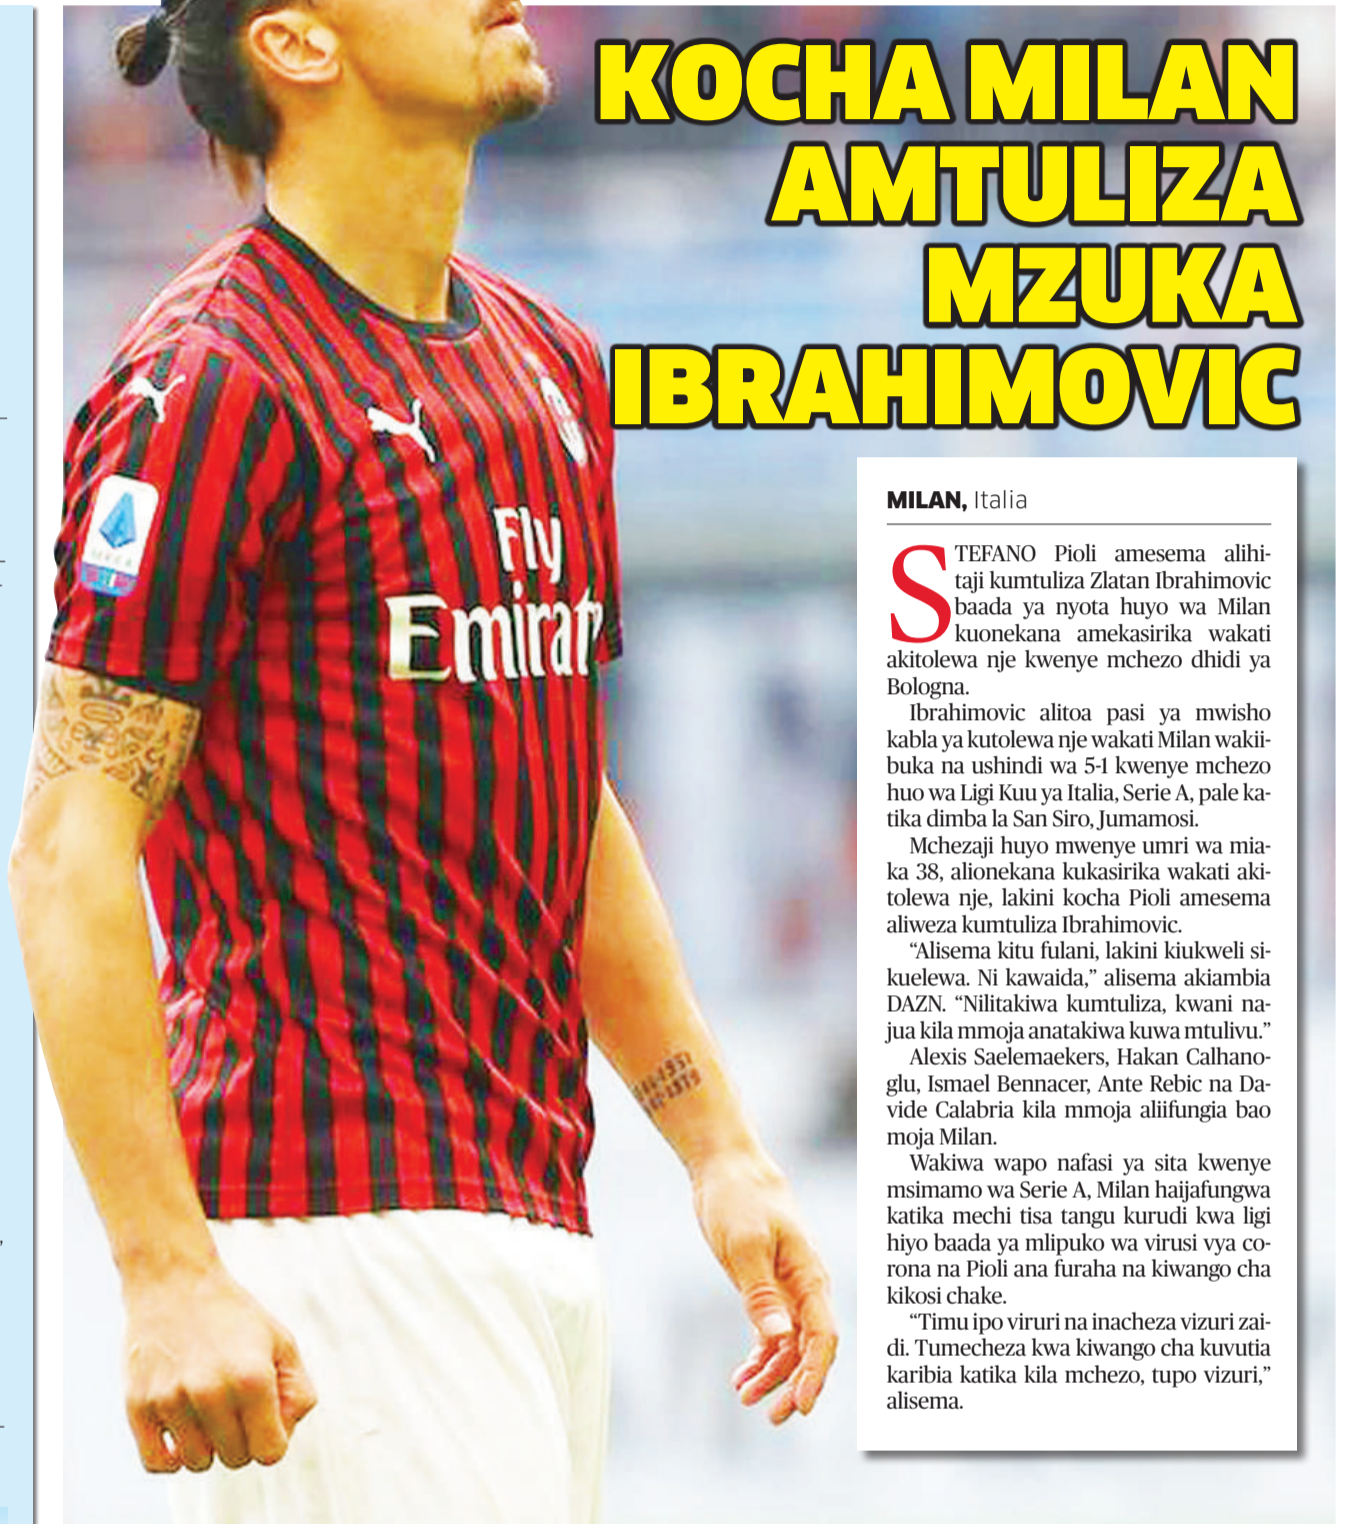 KOCHA MILAN
AMTULIZA
MZUKA
IBRAHIMOVIC
MILAN, Italia
STEFANO Pioli amesema alihi-
taji kumtuliza Zlatan Ibrahimovic
baada ya nyota huyo wa Milan
kuonekana amekasirika wakati
akitolewa nje kwenye mchezo dhidi ya
Bologna.
Ibrahimovic alitoa pasi ya mwisho
kabla ya kutolewa nje wakati Milan wakii-
buka na ushindi wa 5-1 kwenye mchezo
huo wa Ligi Kuu ya Italia, Serie A, pale ka-
tika dimba la San Siro, Jumamosi.
Mchezaji huyo mwenye umri wa mia-
ka 38, alionekana kukasirika wakati aki-
tolewa nje, lakini kocha Pioli amesema
aliweza kumtuliza Ibrahimovic.
“Alisema kitu fulani, lakini kiukweli si-
kuelewa. Ni kawaida,” alisema akiambia
DAZN. “Nilitakiwa kumtuliza, kwani na-
jua kila mmoja anatakiwa kuwa mtulivu.”
Alexis Saelemaekers, Hakan Calhano-
glu, Ismael Bennacer, Ante Rebic na Da-
vide Calabria kila mmoja aliifungia bao
moja Milan.
Wakiwa wapo nafasi ya sita kwenye
msimamo wa Serie A, Milan haijafungwa
katika mechi tisa tangu kurudi kwa ligi
hiyo baada ya mlipuko wa virusi vya co-
rona na Pioli ana furaha na kiwango cha
kikosi chake.
“Timu ipo viruri na inacheza vizuri zai-
di. Tumecheza kwa kiwango cha kuvutia
karibia katika kila mchezo, tupo vizuri,”
alisema.
Fly
Emirat